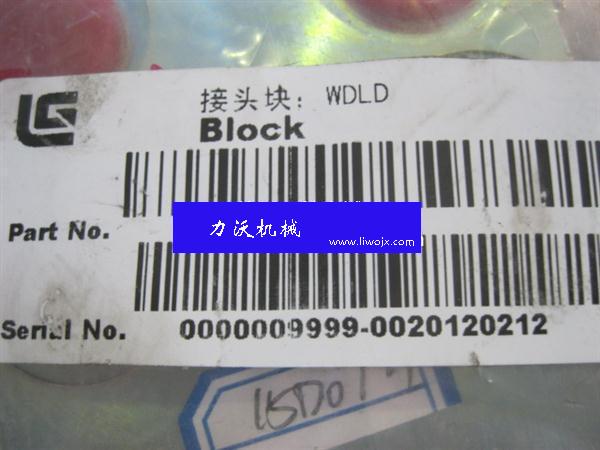 接头块: WDLD
Block
Part No.
力沃机械
www.liwojx.com
Serial No. 0000009999-0020120212